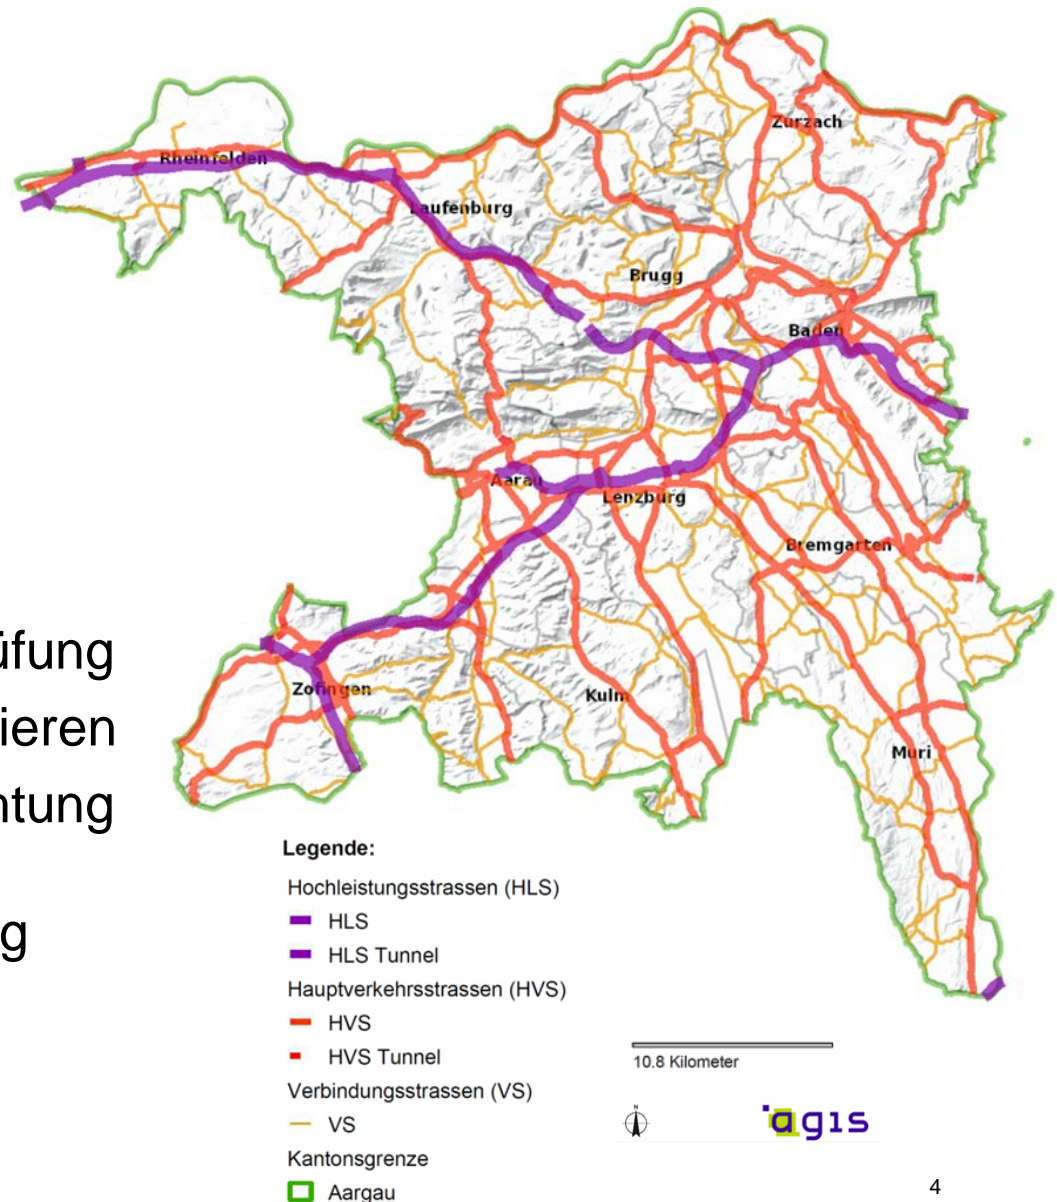 Zurzach
Rheinfelden
Laufenburg
Brugg
Baden
Aarau
Lenzburg
Bremgarten
üfung
Zofingen
Kulm
ieren
Muri
ntung
g
Legende:
Hochleistungsstrassen (HLS)
HLS
HLS Tunnel
Hauptverkehrsstrassen (HVS)
HVS
HVS Tunnel
Verbindungsstrassen (VS)
VS
Kantonsgrenze
Aargau
10.8 Kilometer
N
agis
4